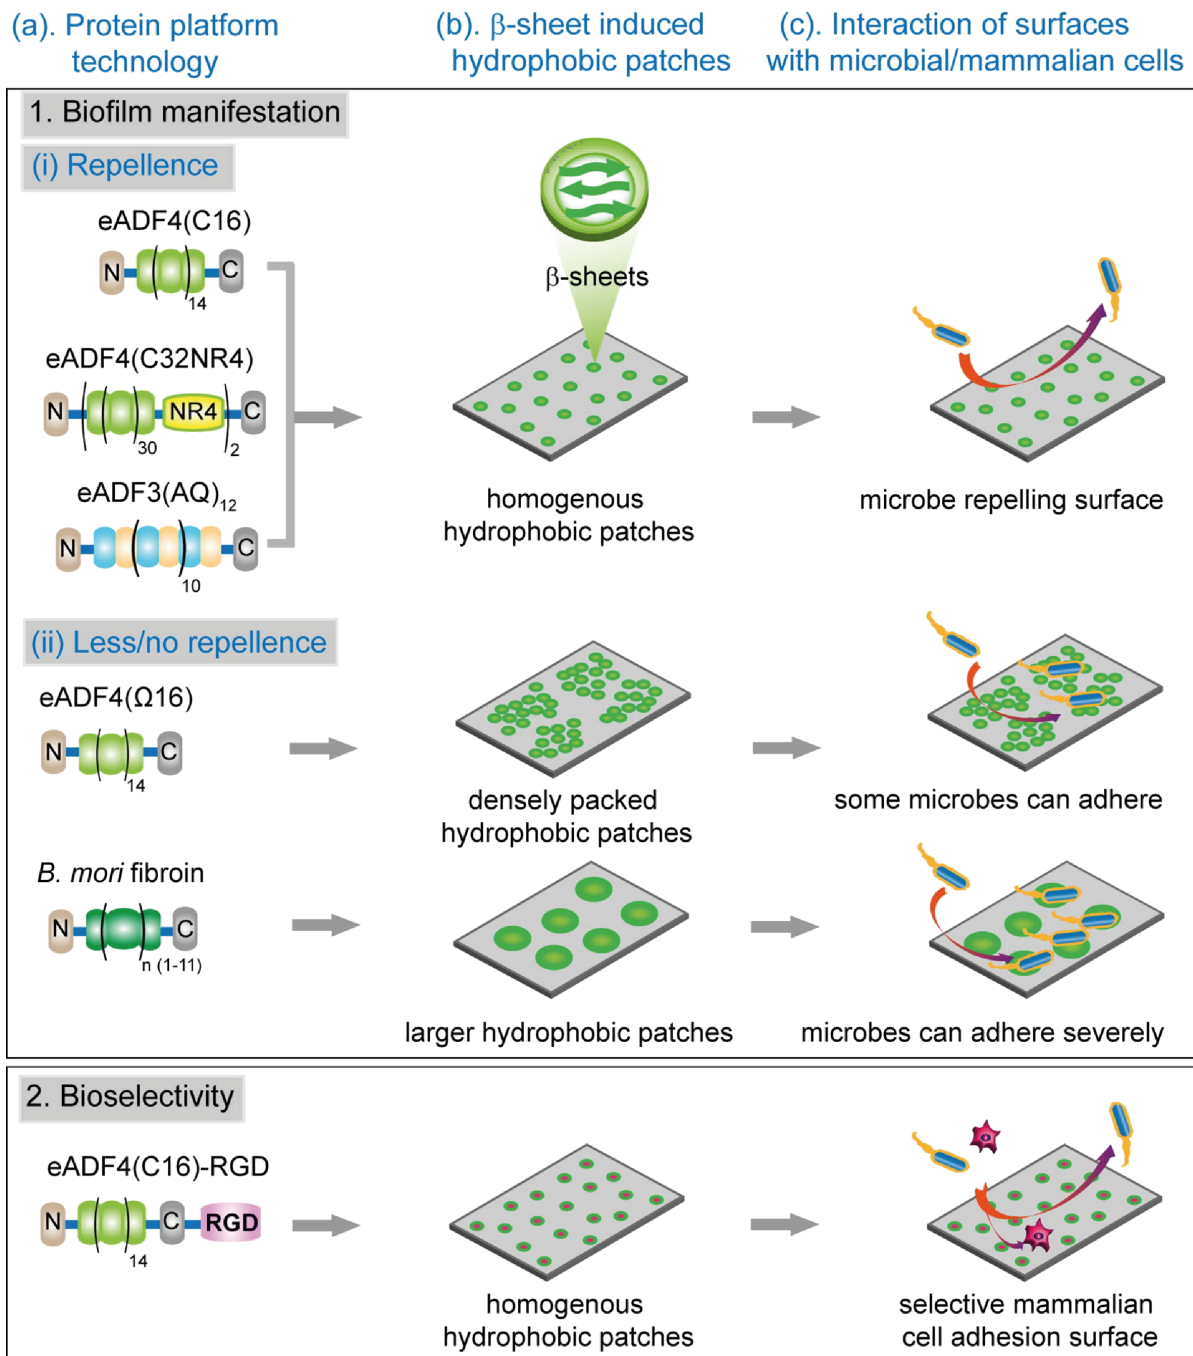 (a). Protein platform
technology
(b). β-sheet induced
hydrophobic patches
(c). Interaction of surfaces
with microbial/mammalian cells
1. Biofilm manifestation
(i) Repellence
eADF4(C16)
N
C
14
β-sheets
eADF4(C32NR4)
N
NR4
C
30
2
eADF3(AQ)12
N
C
10
homogenous
hydrophobic patches
microbe repelling surface
(ii) Less/no repellence
eADF4(Ω16)
N
C
14
densely packed
hydrophobic patches
some microbes can adhere
B. mori fibroin
N
C
n (1-11)
larger hydrophobic patches
microbes can adhere severely
2. Bioselectivity
eADF4(C16)-RGD
N
C
RGD
14
homogenous
hydrophobic patches
selective mammalian
cell adhesion surface